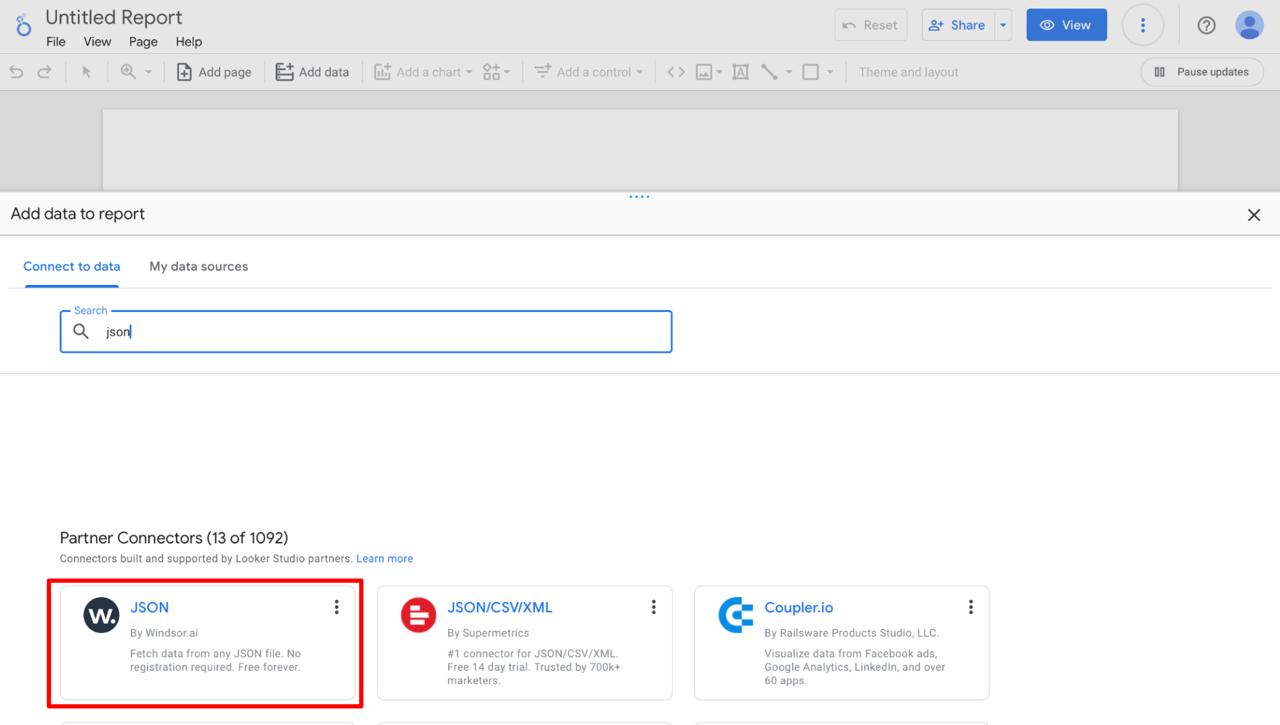 Untitled Report
File View Page Help
Reset
Share
View
Add page
Add data
Add a chart
Add a control
Theme and layout
Pause updates
Add data to report
Connect to data
My data sources
Search
json
Partner Connectors (13 of 1092)
Connectors built and supported by Looker Studio partners. Learn more
W.
JSON
By Windsor.ai
Fetch data from any JSON file. No
registration required. Free forever.
JSON/CSV/XML
By Supermetrics
#1 connector for JSON/CSV/XML.
Free 14 day trial. Trusted by 700k+
marketers.
Coupler.io
By Railsware Products Studio, LLC.
Visualize data from Facebook ads,
Google Analytics, LinkedIn, and over
60 apps.